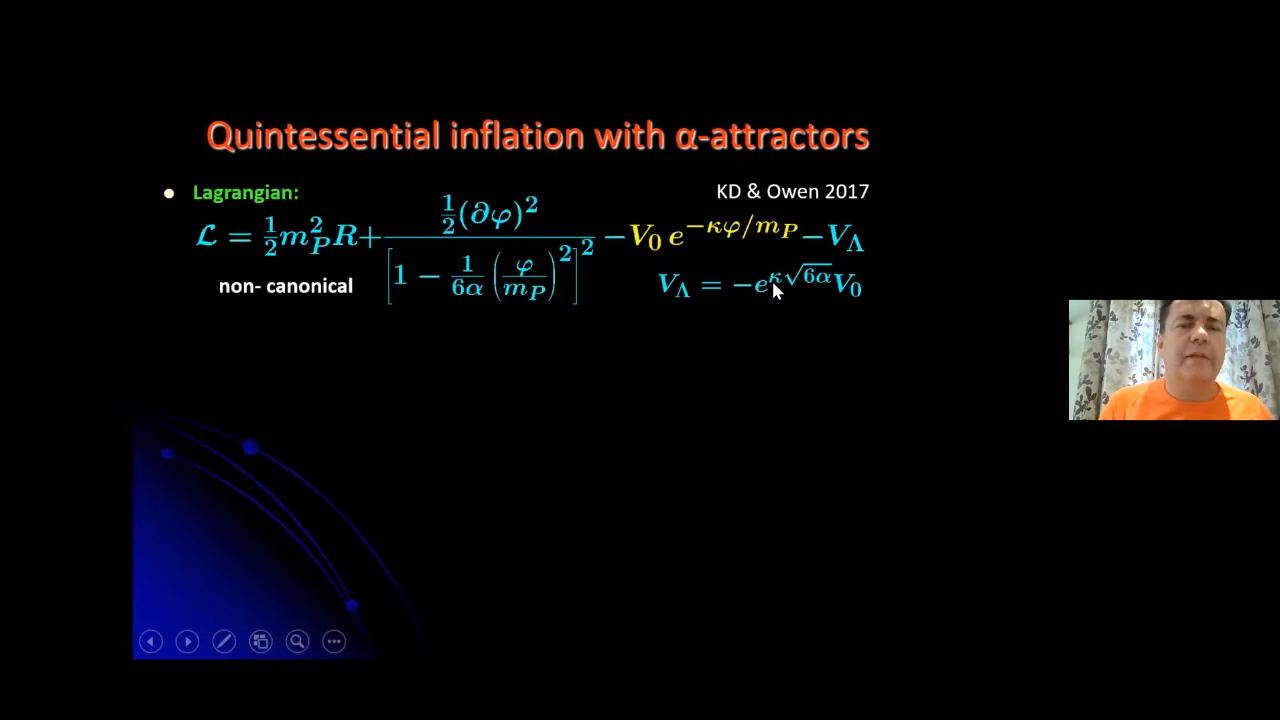 Quintessential inflation with α-attractors
● Lagrangian: KD & Owen 2017
ℒ = ½m_P²R + ½(∂φ)² / [1 − 1/6α (φ/m_P)²]² − V₀ e^{−κφ/m_P} − V_Λ
non- canonical V_Λ = −e^{κ√6α}V₀